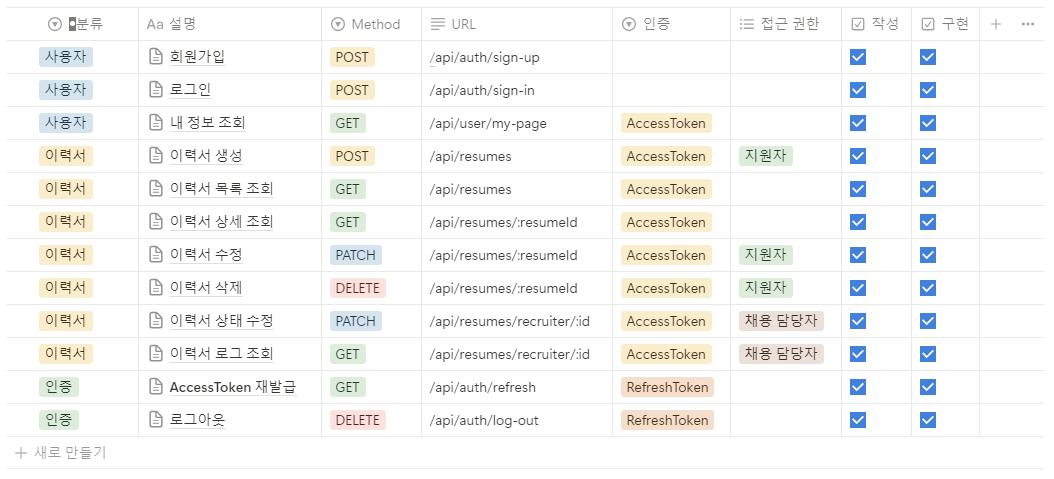 분류 Aa 설명 Method URL 인증 접근 권한 작성 구현
사용자 회원가입 POST /api/auth/sign-up
사용자 로그인 POST /api/auth/sign-in
사용자 내 정보 조회 GET /api/user/my-page AccessToken
이력서 이력서 생성 POST /api/resumes AccessToken 지원자
이력서 이력서 목록 조회 GET /api/resumes AccessToken
이력서 이력서 상세 조회 GET /api/resumes/:resumeId AccessToken
이력서 이력서 수정 PATCH /api/resumes/:resumeId AccessToken 지원자
이력서 이력서 삭제 DELETE /api/resumes/:resumeId AccessToken 지원자
이력서 이력서 상태 수정 PATCH /api/resumes/recruiter/:id AccessToken 채용 담당자
이력서 이력서 로그 조회 GET /api/resumes/recruiter/:id AccessToken 채용 담당자
인증 AccessToken 재발급 GET /api/auth/refresh RefreshToken
인증 로그아웃 DELETE /api/auth/log-out RefreshToken
새로 만들기